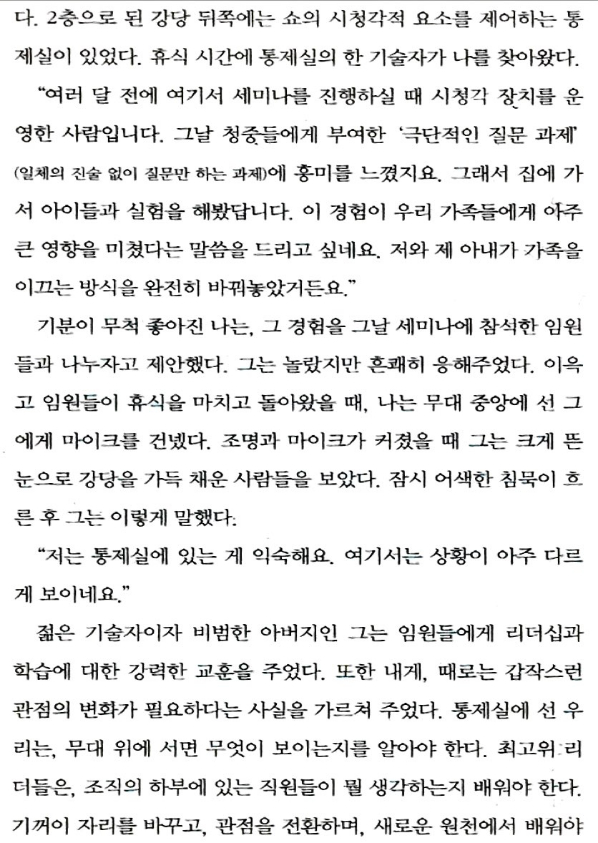 다. 2층으로 된 강당 뒤쪽에는 쇼의 시청각적 요소를 제어하는 통
제실이 있었다. 휴식 시간에 통제실의 한 기술자가 나를 찾아왔다.
“여러 달 전에 여기서 세미나를 진행하실 때 시청각 장치를 운
영한 사람입니다. 그날 청중들에게 부여한 ‘극단적인 질문 과제’
(일체의 진술 없이 질문만 하는 과제)에 흥미를 느꼈지요. 그래서 집에 가
서 아이들과 실험을 해봤답니다. 이 경험이 우리 가족들에게 아주
큰 영향을 미쳤다는 말씀을 드리고 싶네요. 저와 제 아내가 가족을
이끄는 방식을 완전히 바꿔놓았거든요.”
기분이 무척 좋아진 나는, 그 경험을 그날 세미나에 참석한 임원
들과 나누자고 제안했다. 그는 놀랐지만 흔쾌히 응해주었다. 이윽
고 임원들이 휴식을 마치고 돌아왔을 때, 나는 무대 중앙에 선 그
에게 마이크를 건넸다. 조명과 마이크가 켜졌을 때 그는 크게 뜬
눈으로 강당을 가득 채운 사람들을 보았다. 잠시 어색한 침묵이 흐
른 후 그는 이렇게 말했다.
“저는 통제실에 있는 게 익숙해요. 여기서는 상황이 아주 다르
게 보이네요.”
젊은 기술자이자 비범한 아버지인 그는 임원들에게 리더십과
학습에 대한 강력한 교훈을 주었다. 또한 내게, 때로는 갑작스런
관점의 변화가 필요하다는 사실을 가르쳐 주었다. 통제실에 선 우
리는, 무대 위에 서면 무엇이 보이는지를 알아야 한다. 최고위 리
더들은, 조직의 하부에 있는 직원들이 뭘 생각하는지 배워야 한다.
기꺼이 자리를 바꾸고, 관점을 전환하며, 새로운 원천에서 배워야